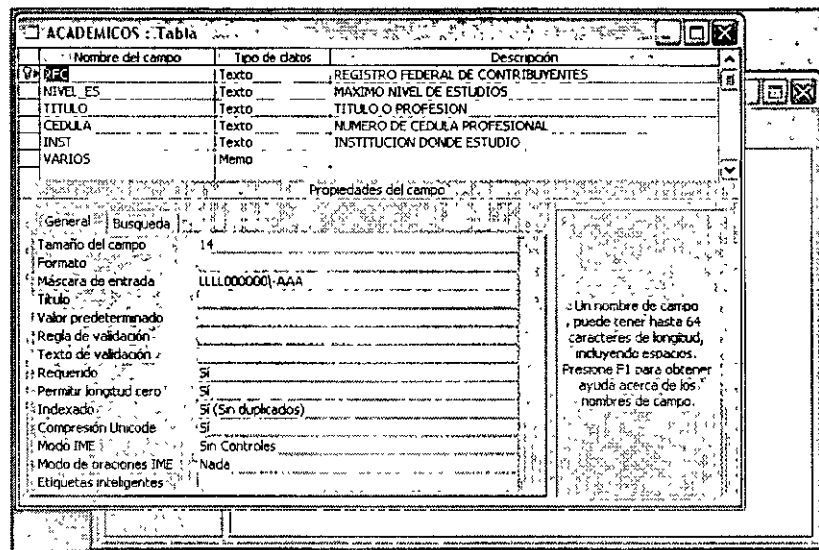 ACADEMICOS : Tabla
Nombre del campo Tipo de datos Descripción
RFC Texto REGISTRO FEDERAL DE CONTRIBUYENTES
NIVEL_ES Texto MAXIMO NIVEL DE ESTUDIOS
TITULO Texto TITULO O PROFESION
CEDULA Texto NUMERO DE CEDULA PROFESIONAL
INST Texto INSTITUCION DONDE ESTUDIO
VARIOS Memo
Propiedades del campo
General Busqueda
Tamaño del campo 14
Formato
Máscara de entrada LLLL000000\-AAA
Título
Valor predeterminado
Regla de validación
Texto de validación
Requerido Sí
Permitir longitud cero Sí
Indexado Sí (Sin duplicados)
Compresión Unicode Sí
Modo IME Sin Controles
Modo de oraciones IME Nada
Etiquetas inteligentes
Un nombre de campo
puede tener hasta 64
caracteres de longitud,
incluyendo espacios.
Presione F1 para obtener
ayuda acerca de los
nombres de campo.